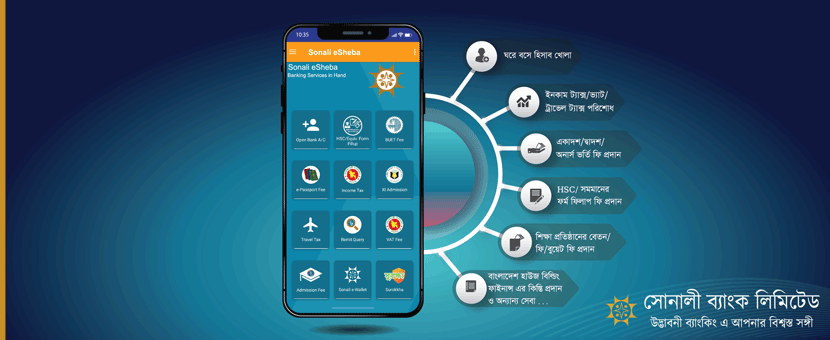 10:35
Sonali eSheba
Sonali eSheba
Banking Services in Hand
Open Bank A/C
HSC/Equiv. Form
Fillup
BUET Fee
e-Passport Fee
Income Tax
XI Admission
Travel Tax
Remit Query
VAT Fee
Admission Fee
Sonali e-Wallet
Surokkha
ঘরে বসে হিসাব খোলা
ইনকাম ট্যাক্স/ভ্যাট/
ট্রাভেল ট্যাক্স পরিশোধ
একাদশ/দ্বাদশ/
অনার্স ভর্তি ফি প্রদান
HSC/ সমমানের
ফর্ম ফিলাপ ফি প্রদান
শিক্ষা প্রতিষ্ঠানের বেতন/
ফি/বুয়েট ফি প্রদান
বাংলাদেশ হাউজ বিল্ডিং
ফাইনান্স এর কিস্তি প্রদান
ও অন্যান্য সেবা . . .
সোনালী ব্যাংক লিমিটেড
উদ্ভাবনী ব্যাংকিং এ আপনার বিশ্বস্ত সঙ্গী